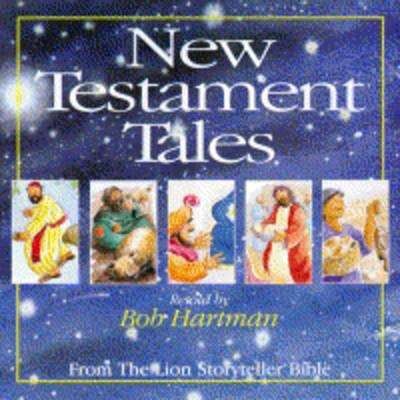 New
Testament
Tales
Retold by
Bob Hartman
From The Lion Storyteller Bible